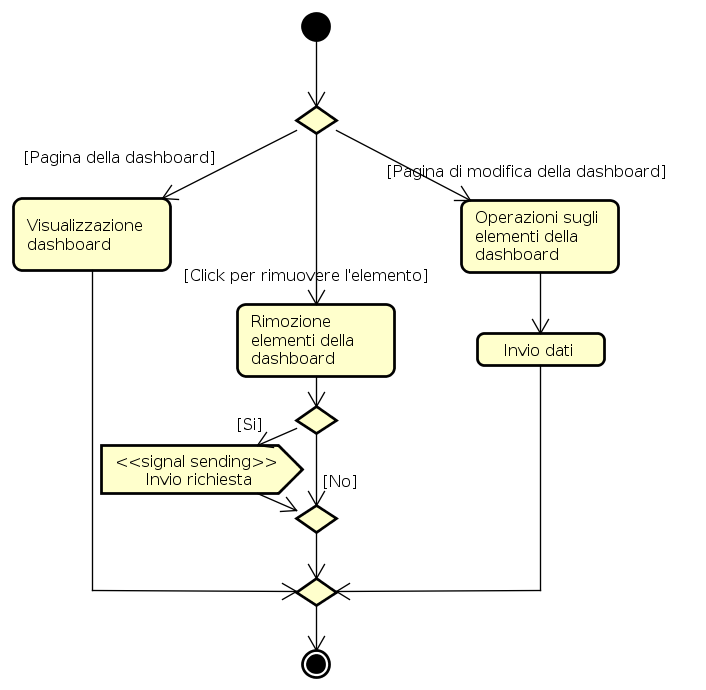 [Pagina della dashboard]
[Pagina di modifica della dashboard]
Visualizzazione
dashboard
Operazioni sugli
elementi della
dashboard
[Click per rimuovere l'elemento]
Rimozione
elementi della
dashboard
Invio dati
[Si]
<<signal sending>>
Invio richiesta
[No]